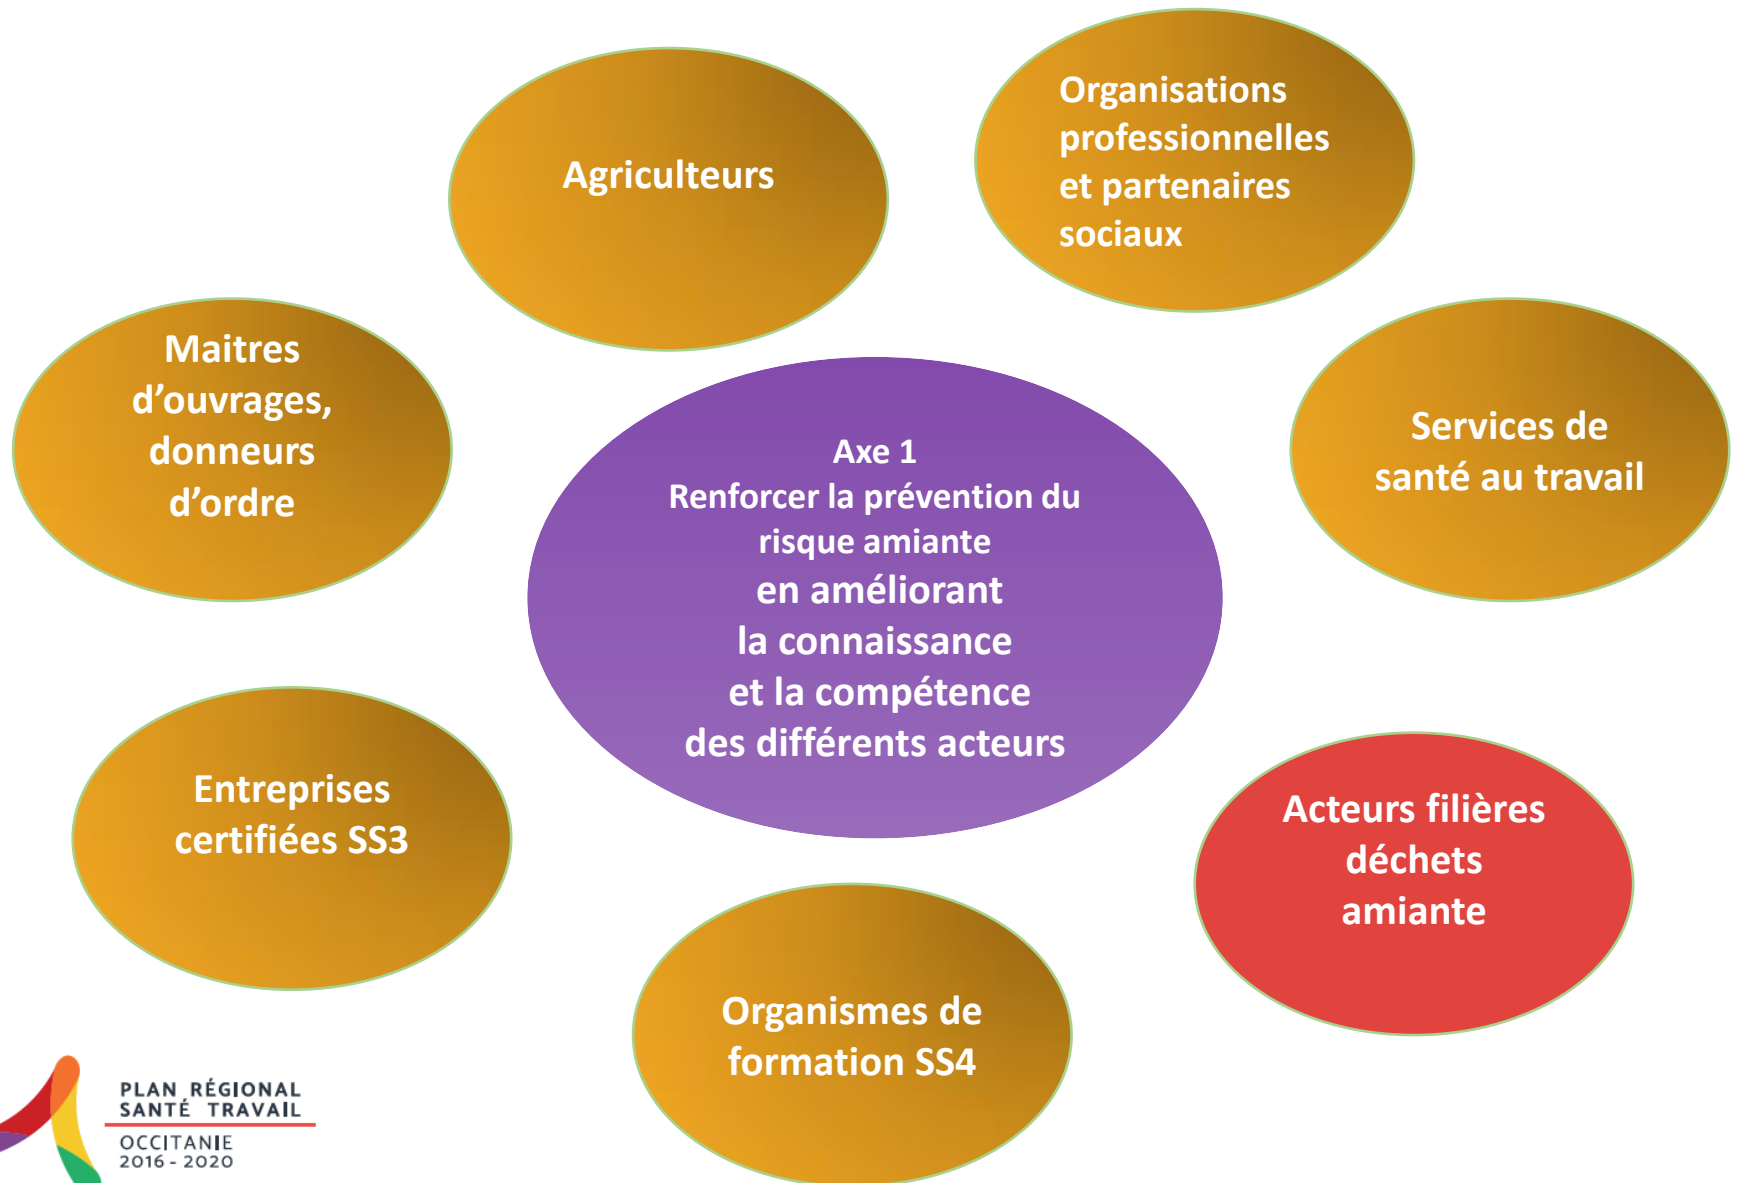 Organisations
professionnelles
et partenaires
sociaux
Agriculteurs
Maitres
d’ouvrages,
donneurs
d’ordre
Services de
santé au travail
Axe 1
Renforcer la prévention du
risque amiante
en améliorant
la connaissance
et la compétence
des différents acteurs
Entreprises
certifiées SS3
Acteurs filières
déchets
amiante
Organismes de
formation SS4
PLAN RÉGIONAL
SANTÉ TRAVAIL
OCCITANIE
2016 - 2020